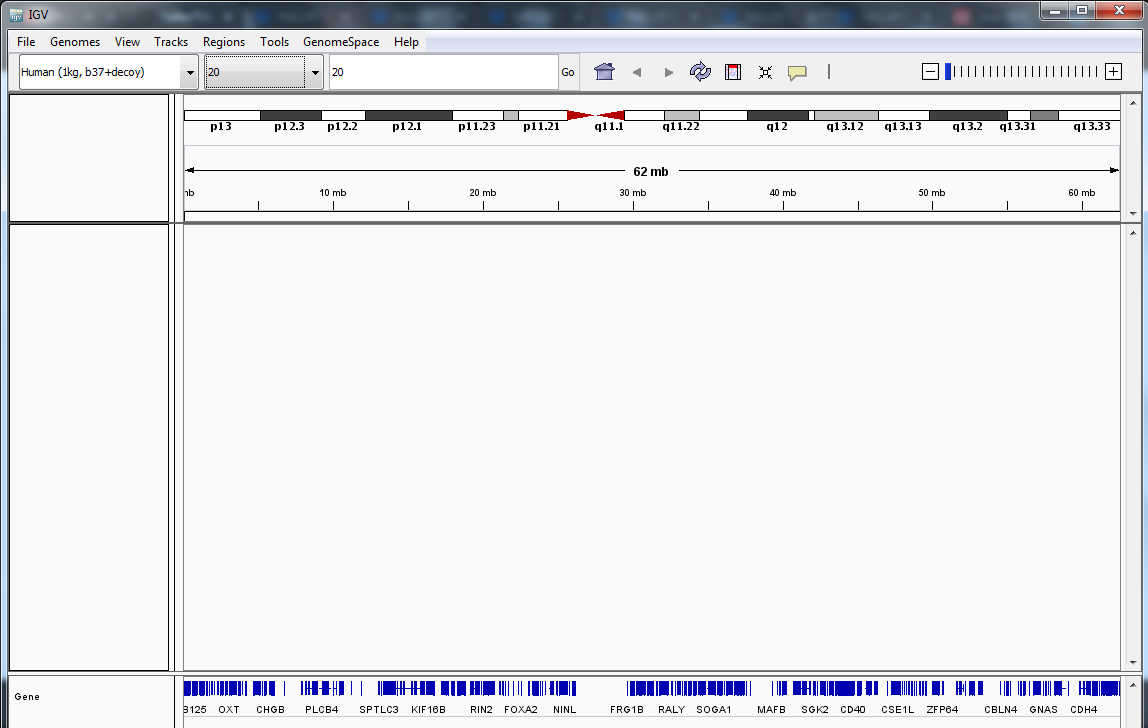 IGV
File Genomes View Tracks Regions Tools GenomeSpace Help
Human (1kg, b37+decoy) 20 20 Go
p13 p12.3 p12.2 p12.1 p11.23 p11.21 q11.1 q11.22 q12 q13.12 q13.13 q13.2 q13.31 q13.33
62 mb
10 mb 20 mb 30 mb 40 mb 50 mb 60 mb
Gene
B125 OXT CHGB PLCB4 SPTLC3 KIF16B RIN2 FOXA2 NINL FRG1B RALY SOGA1 MAFB SGK2 CD40 CSE1L ZFP64 CBLN4 GNAS CDH4